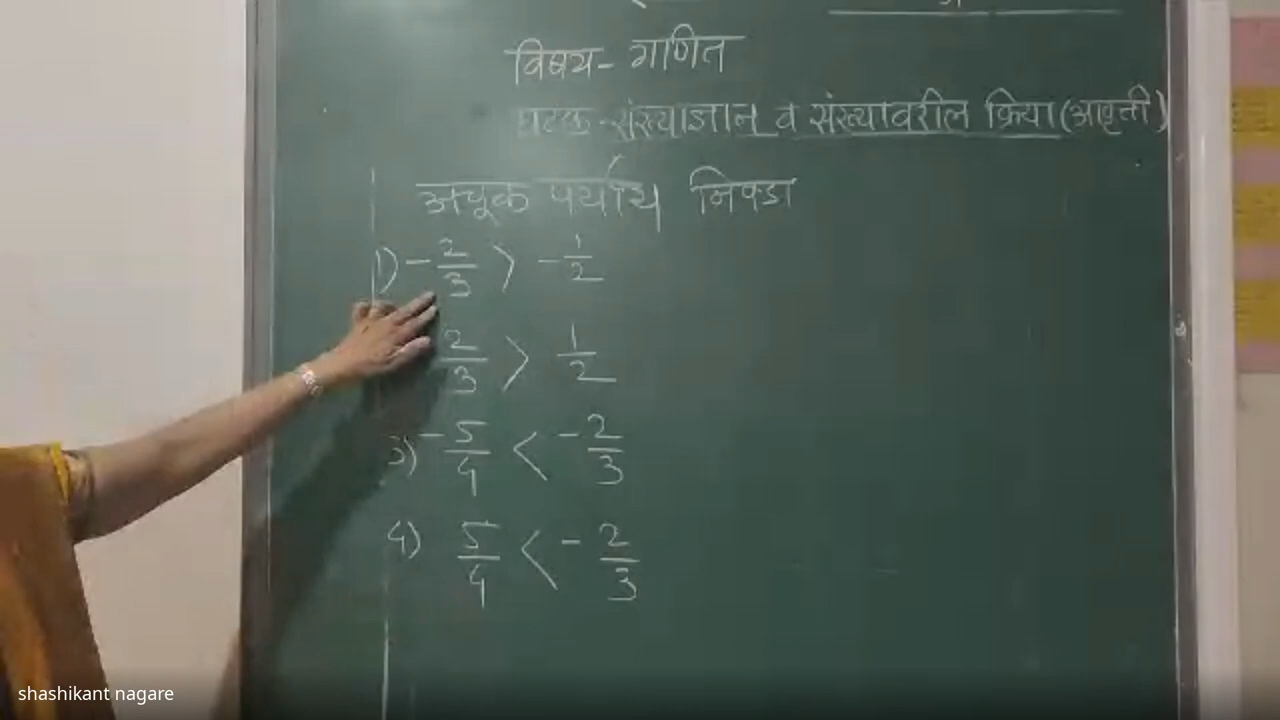 विषय- गणित
घटक-संख्याज्ञान व संख्यावरील क्रिया(आवृत्ती)
अचूक पर्याय निवडा
1) -2/3 > -1/2
2/3 > 1/2
3) -5/4 < -2/3
4) 5/4 < -2/3
shashikant nagare